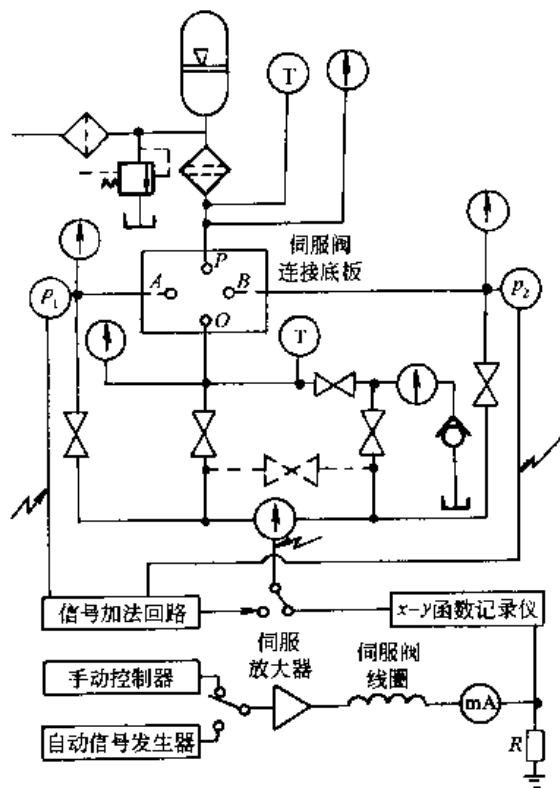 T
伺服阀
连接底板
P
A
B
O
p₁
p₂
T
信号加法回路
x-y函数记录仪
伺服
放大器
伺服阀
线圈
手动控制器
mA
自动信号发生器
R